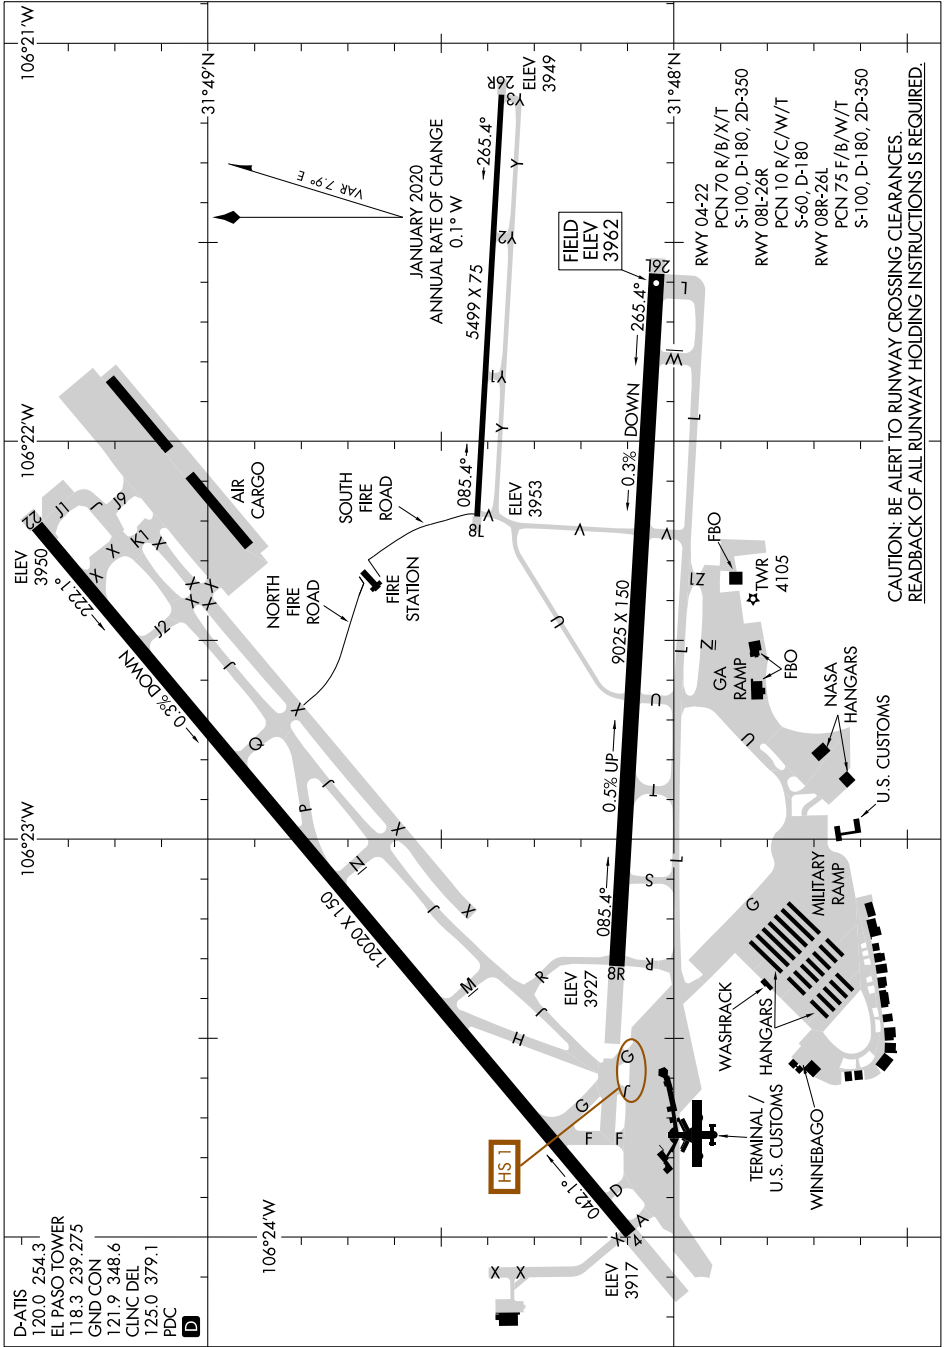 D-ATIS
120.0 254.3
EL PASO TOWER
118.3 239.275
GND CON
121.9 348.6
CLNC DEL
125.0 379.1
PDC
D
106°24'W
106°23'W
106°22'W
106°21'W
31°49'N
31°48'N
JANUARY 2020
ANNUAL RATE OF CHANGE
0.1° W
VAR 7.9° E
ELEV
3950
22
222.1°
0.3% DOWN
12020 X 150
042.1°
4
ELEV
3917
J1
J
J9
X
K1
X
X
X
X
X
X
J2
J
X
Q
P
J
X
N
J
X
M
H
J
R
G
F
F
D
A
X
X
X
G
J
HS 1
AIR
CARGO
NORTH
FIRE
ROAD
SOUTH
FIRE
ROAD
FIRE
STATION
18L
085.4°
5499 X 75
265.4°
26R
ELEV
3949
ELEV
3953
Y
Y1
Y2
Y
Y3
V
V
V
U
U
U
FIELD
ELEV
3962
8R
ELEV
3927
085.4°
0.5% UP
9025 X 150
0.3% DOWN
265.4°
26L
R
S
T
L
L
L
L
W
Z1
Z
G
FBO
TWR
4105
GA
RAMP
FBO
NASA
HANGARS
U.S. CUSTOMS
MILITARY
RAMP
WASHRACK
HANGARS
TERMINAL /
U.S. CUSTOMS
WINNEBAGO
RWY 04-22
PCN 70 R/B/X/T
S-100, D-180, 2D-350
RWY 08L-26R
PCN 10 R/C/W/T
S-60, D-180
RWY 08R-26L
PCN 75 F/B/W/T
S-100, D-180, 2D-350
CAUTION: BE ALERT TO RUNWAY CROSSING CLEARANCES.
READBACK OF ALL RUNWAY HOLDING INSTRUCTIONS IS REQUIRED.